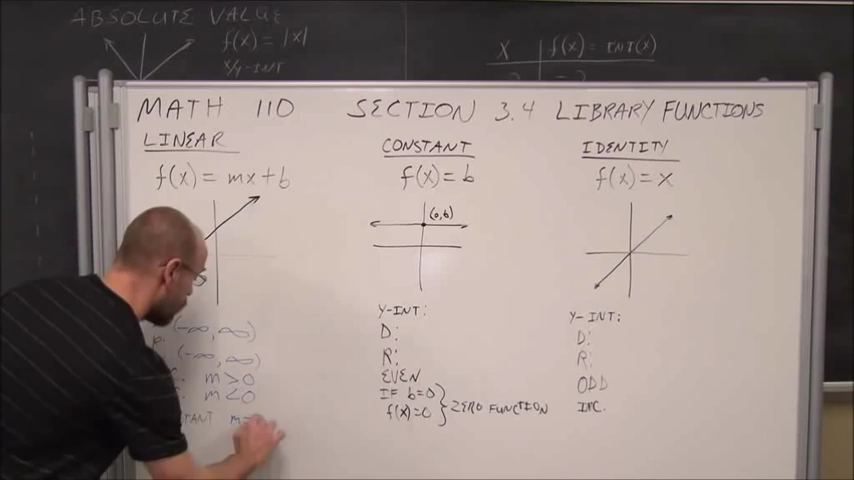 ABSOLUTE VALUE
f(x) = |x|
x/y-INT
X f(x) = INT(x)
MATH 110 SECTION 3.4 LIBRARY FUNCTIONS
LINEAR
f(x) = mx+b
(-∞, ∞)
(-∞, ∞)
: m>0
: m<0
m=
CONSTANT
f(x) = b
(0,b)
Y-INT:
D:
R:
EVEN
IF b=0
f(x)=0
ZERO FUNCTION
IDENTITY
f(x) = x
Y-INT:
D:
R:
ODD
INC.